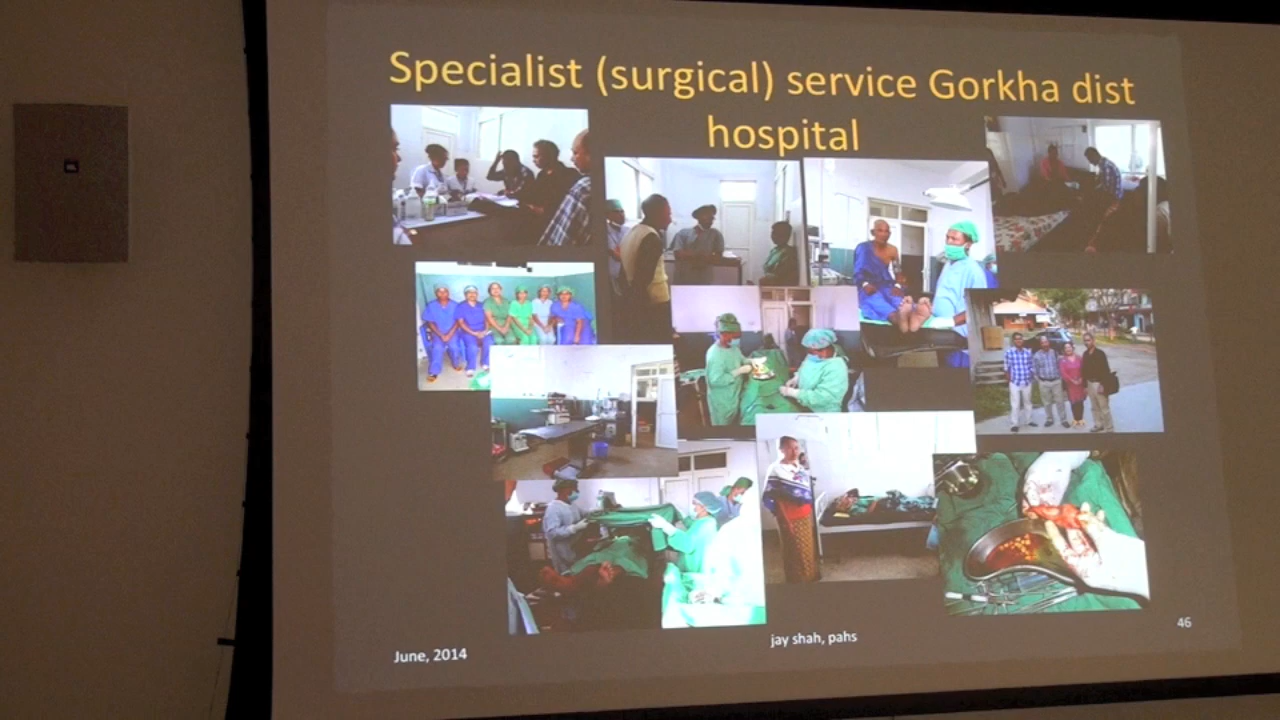 Specialist (surgical) service Gorkha dist
hospital
June, 2014
jay shah, pahs
46